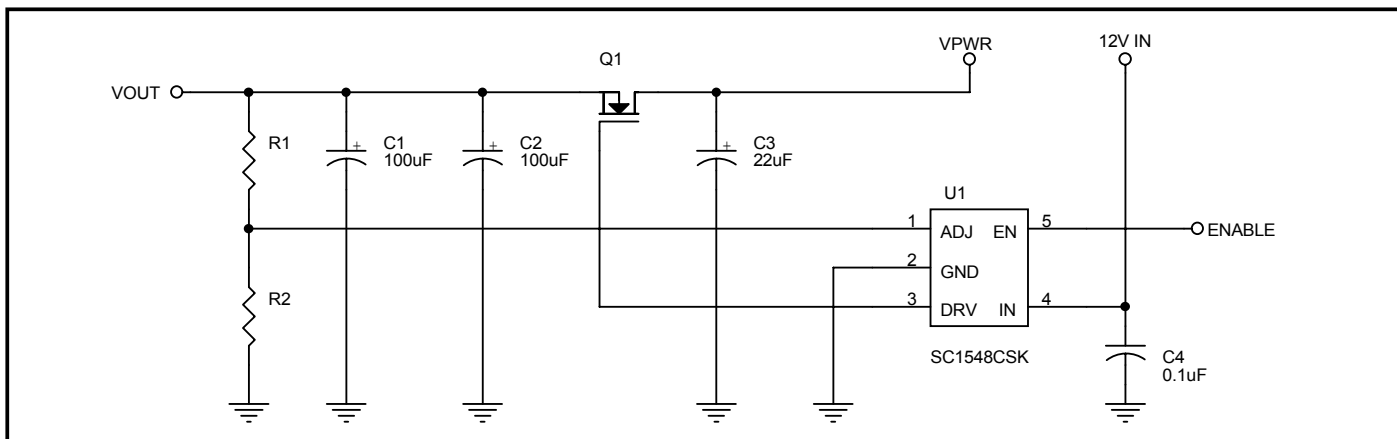 VPWR
12V IN
Q1
VOUT
R1
C1
100uF
C2
100uF
C3
22uF
U1
1
ADJ
EN
5
ENABLE
2
GND
R2
3
DRV
IN
4
SC1548CSK
C4
0.1uF